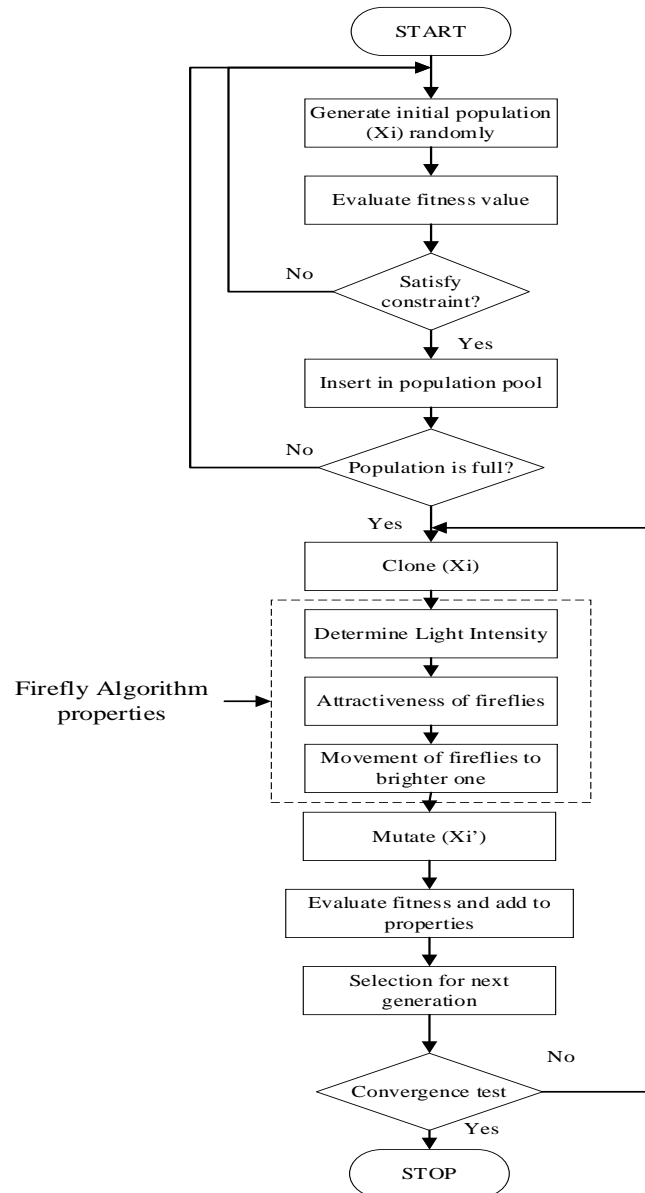 START
Generate initial population
(Xi) randomly
Evaluate fitness value
No
Satisfy
constraint?
Yes
Insert in population pool
No
Population is full?
Yes
Clone (Xi)
Determine Light Intensity
Firefly Algorithm
properties
Attractiveness of fireflies
Movement of fireflies to
brighter one
Mutate (Xi’)
Evaluate fitness and add to
properties
Selection for next
generation
No
Convergence test
Yes
STOP